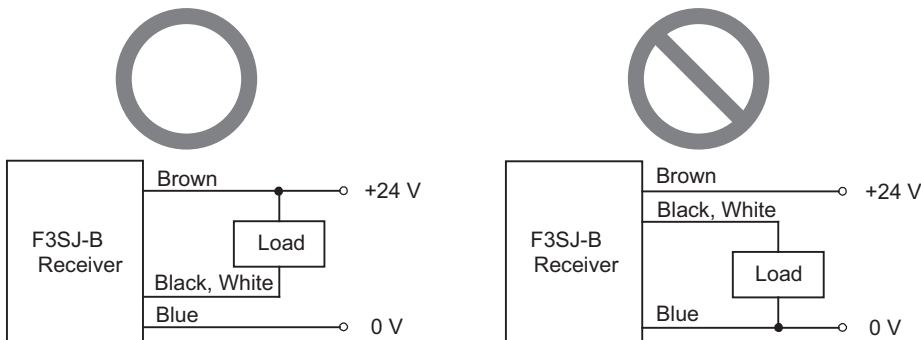 Brown
+24 V
F3SJ-B
Receiver
Load
Black, White
Blue
0 V
Brown
+24 V
Black, White
F3SJ-B
Receiver
Load
Blue
0 V